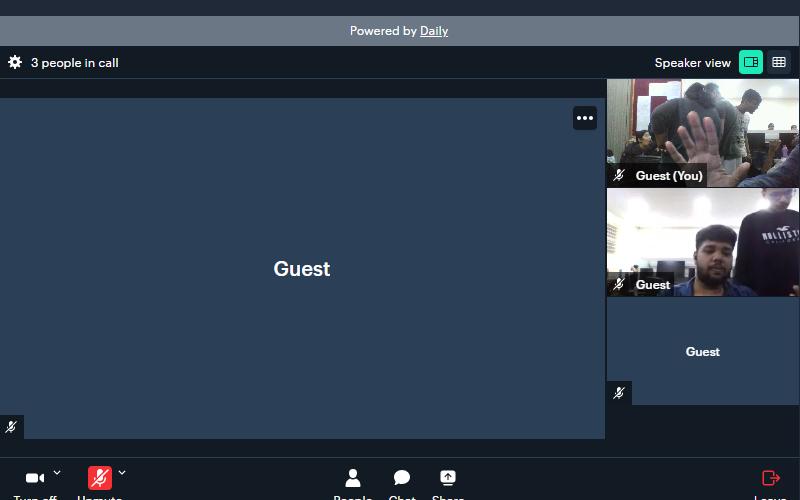 Powered by Daily
3 people in call
Speaker view
Guest
Guest (You)
HOLLISTER
CALIFORNIA
Guest
Guest
Turn off
Unmute
People
Chat
Share
Leave